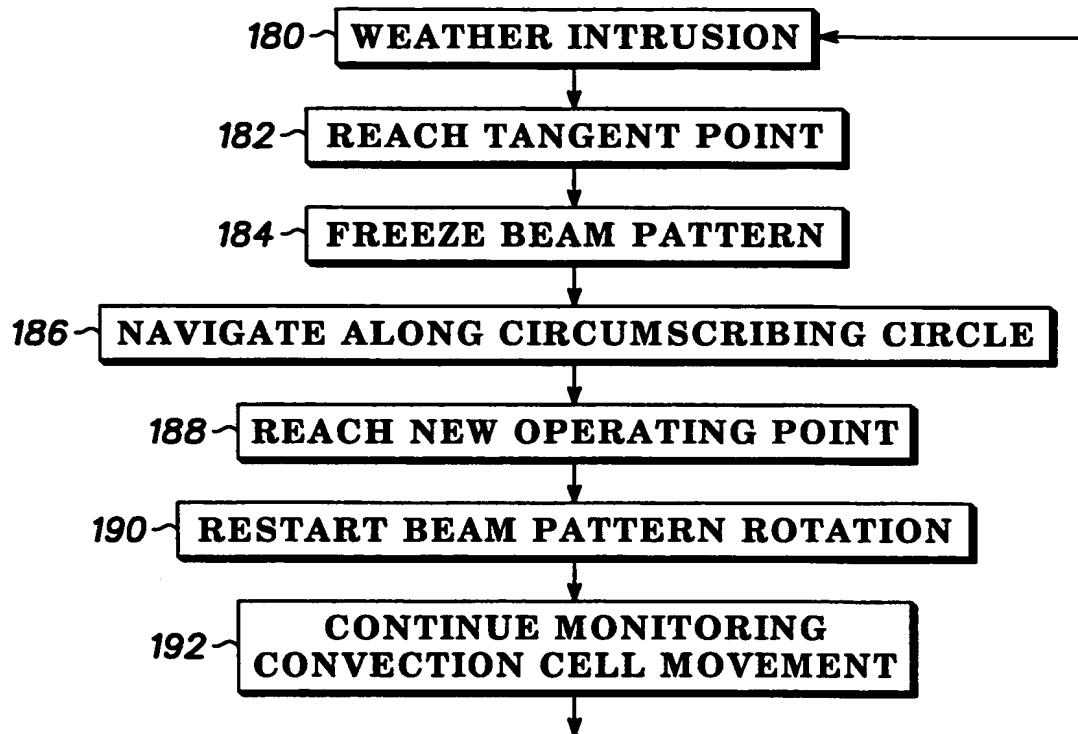 180 WEATHER INTRUSION
182 REACH TANGENT POINT
184 FREEZE BEAM PATTERN
186 NAVIGATE ALONG CIRCUMSCRIBING CIRCLE
188 REACH NEW OPERATING POINT
190 RESTART BEAM PATTERN ROTATION
192 CONTINUE MONITORING
CONVECTION CELL MOVEMENT